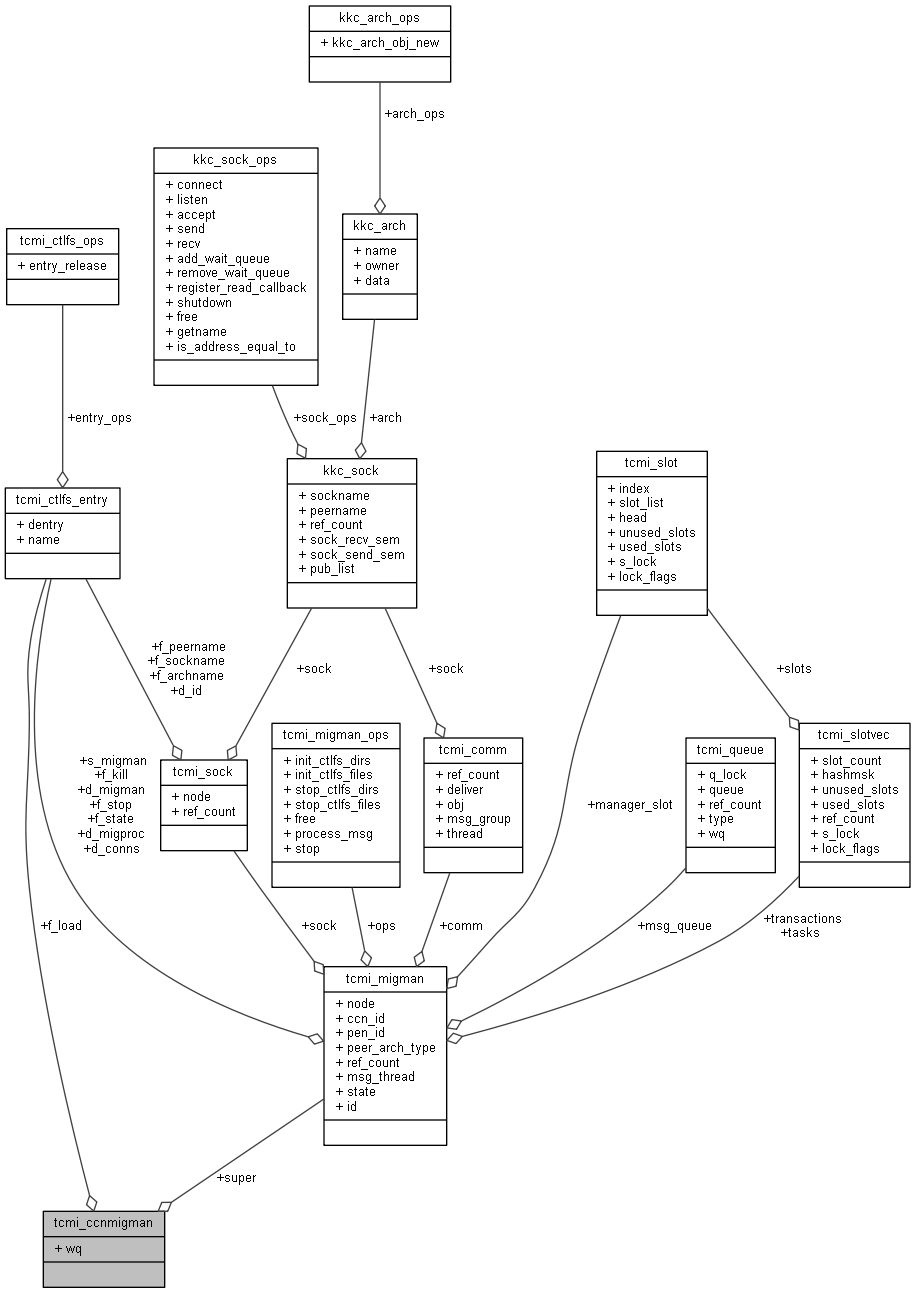 kkc_arch_ops
+ kkc_arch_obj_new
+arch_ops
kkc_sock_ops
+ connect
+ listen
+ accept
+ send
+ recv
+ add_wait_queue
+ remove_wait_queue
+ register_read_callback
+ shutdown
+ free
+ getname
+ is_address_equal_to
kkc_arch
+ name
+ owner
+ data
tcmi_ctlfs_ops
+ entry_release
+entry_ops
+sock_ops
+arch
tcmi_ctlfs_entry
+ dentry
+ name
kkc_sock
+ sockname
+ peername
+ ref_count
+ sock_recv_sem
+ sock_send_sem
+ pub_list
tcmi_slot
+ index
+ slot_list
+ head
+ unused_slots
+ used_slots
+ s_lock
+ lock_flags
+f_peername
+f_sockname
+f_archname
+d_id
+sock
+sock
+slots
+s_migman
+f_kill
+d_migman
+f_stop
+f_state
+d_migproc
+d_conns
tcmi_sock
+ node
+ ref_count
tcmi_migman_ops
+ init_ctlfs_dirs
+ init_ctlfs_files
+ stop_ctlfs_dirs
+ stop_ctlfs_files
+ free
+ process_msg
+ stop
tcmi_comm
+ ref_count
+ deliver
+ obj
+ msg_group
+ thread
+manager_slot
tcmi_queue
+ q_lock
+ queue
+ ref_count
+ type
+ wq
tcmi_slotvec
+ slot_count
+ hashmsk
+ unused_slots
+ used_slots
+ ref_count
+ s_lock
+ lock_flags
+f_load
+sock
+ops
+comm
+msg_queue
+transactions
+tasks
tcmi_migman
+ node
+ ccn_id
+ pen_id
+ peer_arch_type
+ ref_count
+ msg_thread
+ state
+ id
+super
tcmi_ccnmigman
+ wq